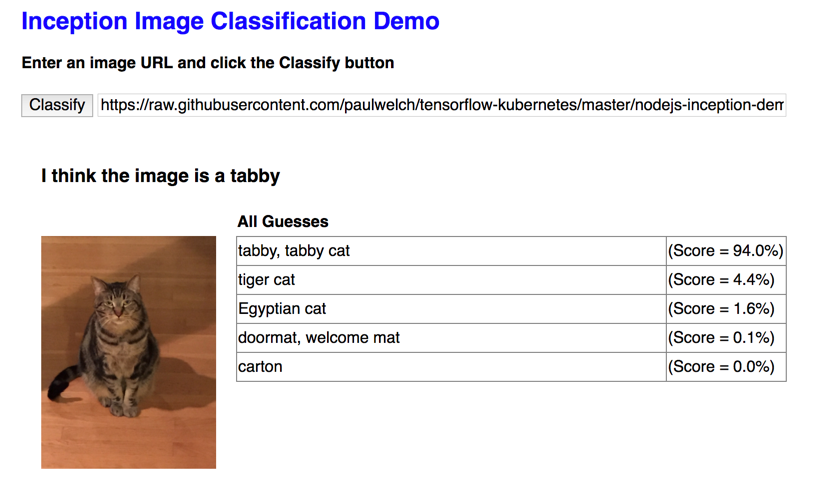 Inception Image Classification Demo
Enter an image URL and click the Classify button
Classify https://raw.githubusercontent.com/paulwelch/tensorflow-kubernetes/master/nodejs-inception-dem
I think the image is a tabby
All Guesses
tabby, tabby cat (Score = 94.0%)
tiger cat (Score = 4.4%)
Egyptian cat (Score = 1.6%)
doormat, welcome mat (Score = 0.1%)
carton (Score = 0.0%)